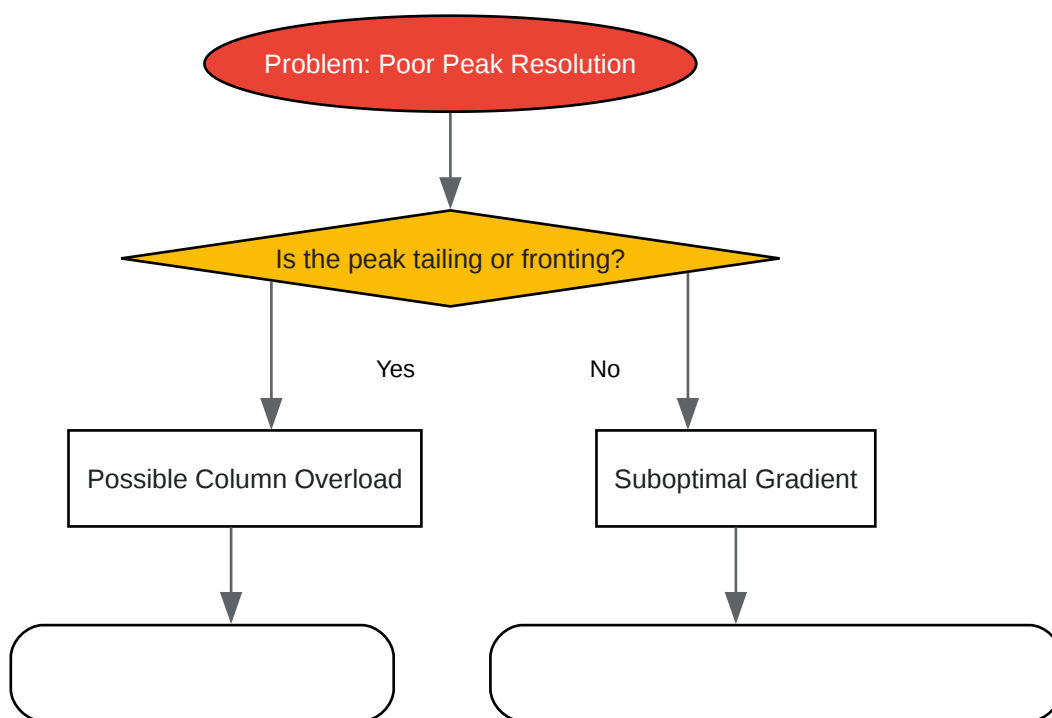 Problem: Poor Peak Resolution
Is the peak tailing or fronting?
Yes
No
Possible Column Overload
Suboptimal Gradient